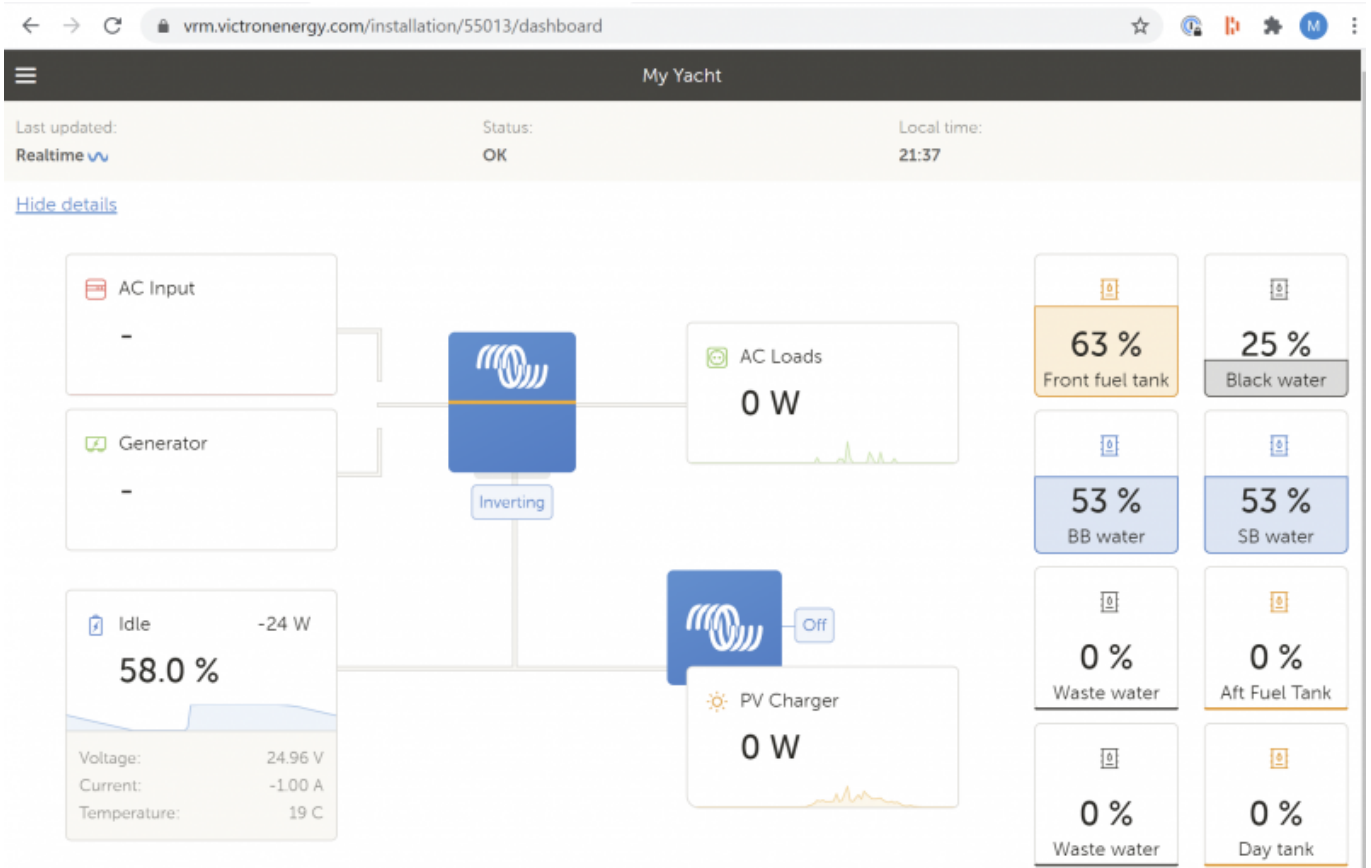 vrm.victronenergy.com/installation/55013/dashboard
M
My Yacht
Last updated:
Realtime
Status:
OK
Local time:
21:37
Hide details
AC Input
-
Generator
-
Inverting
AC Loads
0 W
Idle -24 W
58.0 %
Voltage: 24.96 V
Current: -1.00 A
Temperature: 19 C
Off
PV Charger
0 W
63 %
Front fuel tank
25 %
Black water
53 %
BB water
53 %
SB water
0 %
Waste water
0 %
Aft Fuel Tank
0 %
Waste water
0 %
Day tank